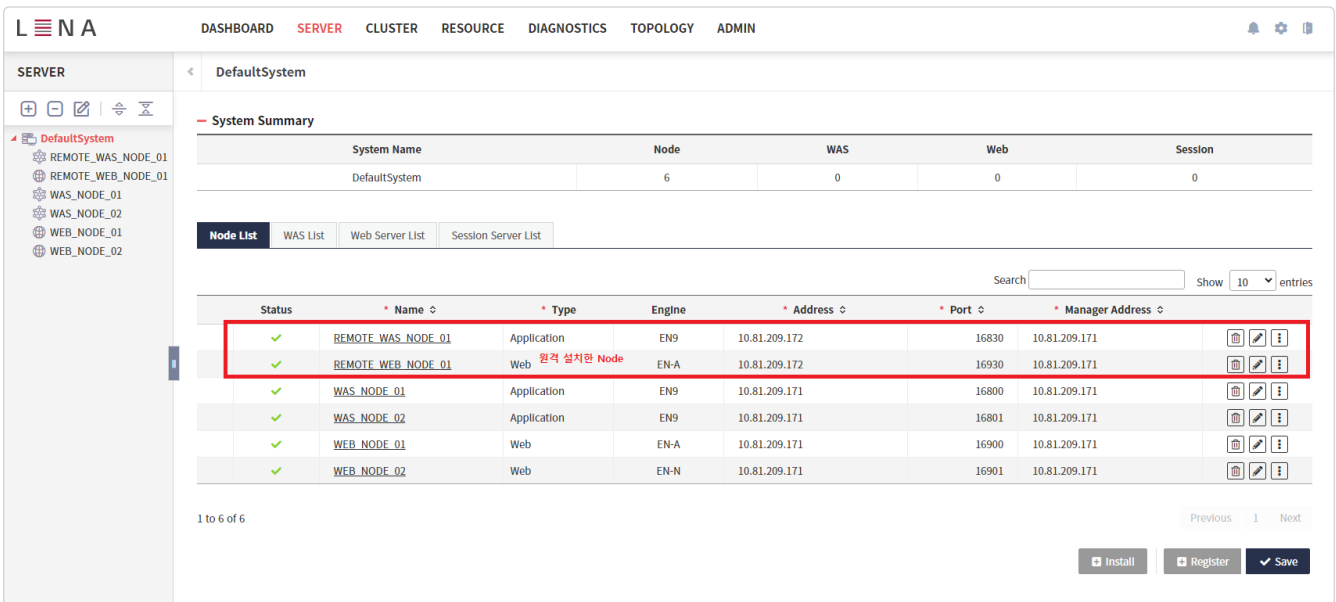 LENA DASHBOARD SERVER CLUSTER RESOURCE DIAGNOSTICS TOPOLOGY ADMIN
SERVER
DefaultSystem
REMOTE_WAS_NODE_01
REMOTE_WEB_NODE_01
WAS_NODE_01
WAS_NODE_02
WEB_NODE_01
WEB_NODE_02
< DefaultSystem
System Summary
System Name Node WAS Web Session
DefaultSystem 6 0 0 0
Node List WAS List Web Server List Session Server List
Search Show 10 entries
Status * Name * Type Engine * Address * Port * Manager Address
REMOTE_WAS_NODE_01 Application EN9 10.81.209.172 16830 10.81.209.171
원격 설치한 Node
REMOTE_WEB_NODE_01 Web EN-A 10.81.209.172 16930 10.81.209.171
WAS_NODE_01 Application EN9 10.81.209.171 16800 10.81.209.171
WAS_NODE_02 Application EN9 10.81.209.171 16801 10.81.209.171
WEB_NODE_01 Web EN-A 10.81.209.171 16900 10.81.209.171
WEB_NODE_02 Web EN-N 10.81.209.171 16901 10.81.209.171
1 to 6 of 6 Previous 1 Next
Install Register Save